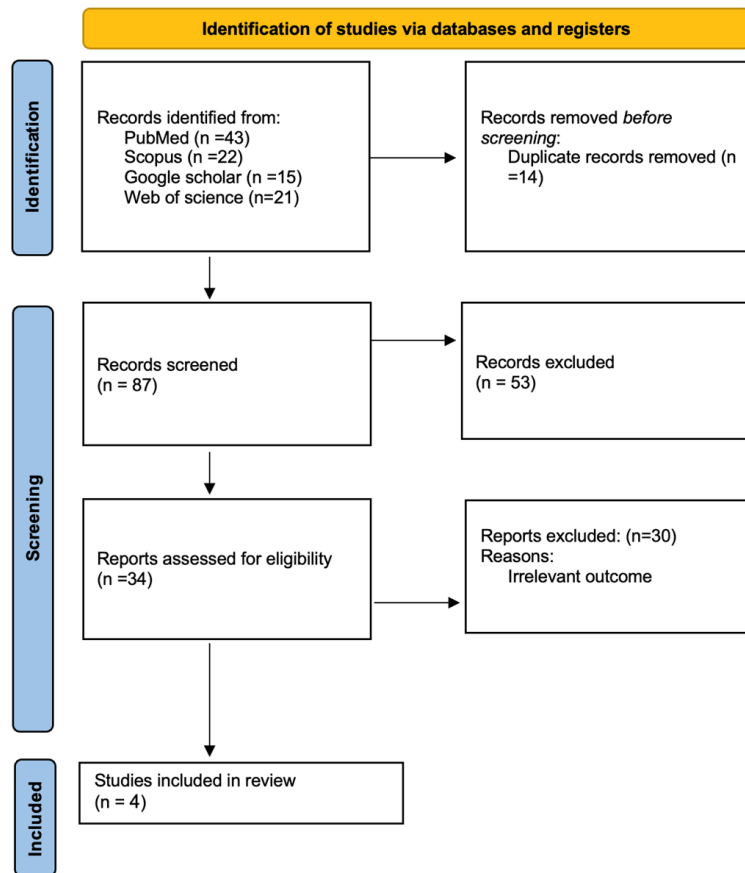 Identification of studies via databases and registers
Identification
Records identified from:
PubMed (n =43)
Scopus (n =22)
Google scholar (n =15)
Web of science (n=21)
Records removed before
screening:
Duplicate records removed (n
=14)
Screening
Records screened
(n = 87)
Records excluded
(n = 53)
Reports assessed for eligibility
(n =34)
Reports excluded: (n=30)
Reasons:
Irrelevant outcome
Included
Studies included in review
(n = 4)